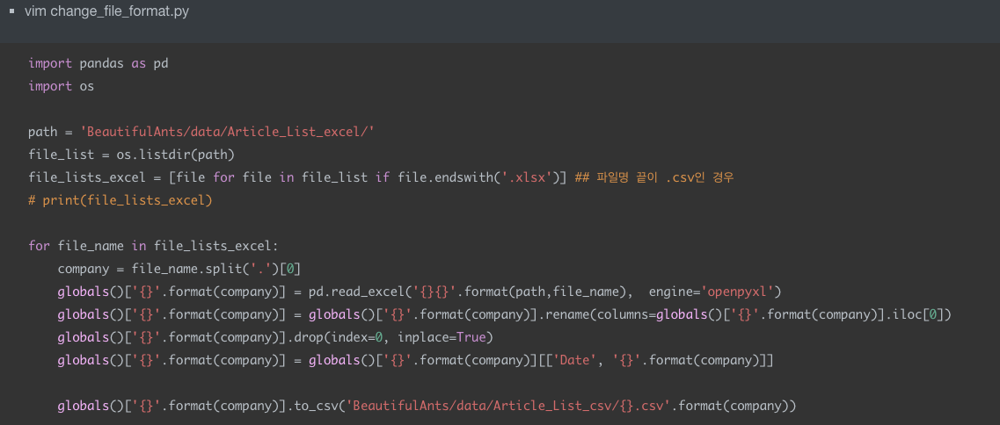 ▪ vim change_file_format.py
import pandas as pd
import os
path = 'BeautifulAnts/data/Article_List_excel/'
file_list = os.listdir(path)
file_lists_excel = [file for file in file_list if file.endswith('.xlsx')] ## 파일명 끝이 .csv인 경우
# print(file_lists_excel)
for file_name in file_lists_excel:
    company = file_name.split('.')[0]
    globals()['{}'.format(company)] = pd.read_excel('{}{}'.format(path,file_name),  engine='openpyxl')
    globals()['{}'.format(company)] = globals()['{}'.format(company)].rename(columns=globals()['{}'.format(company)].iloc[0])
    globals()['{}'.format(company)].drop(index=0, inplace=True)
    globals()['{}'.format(company)] = globals()['{}'.format(company)][['Date', '{}'.format(company)]]
    globals()['{}'.format(company)].to_csv('BeautifulAnts/data/Article_List_csv/{}.csv'.format(company))